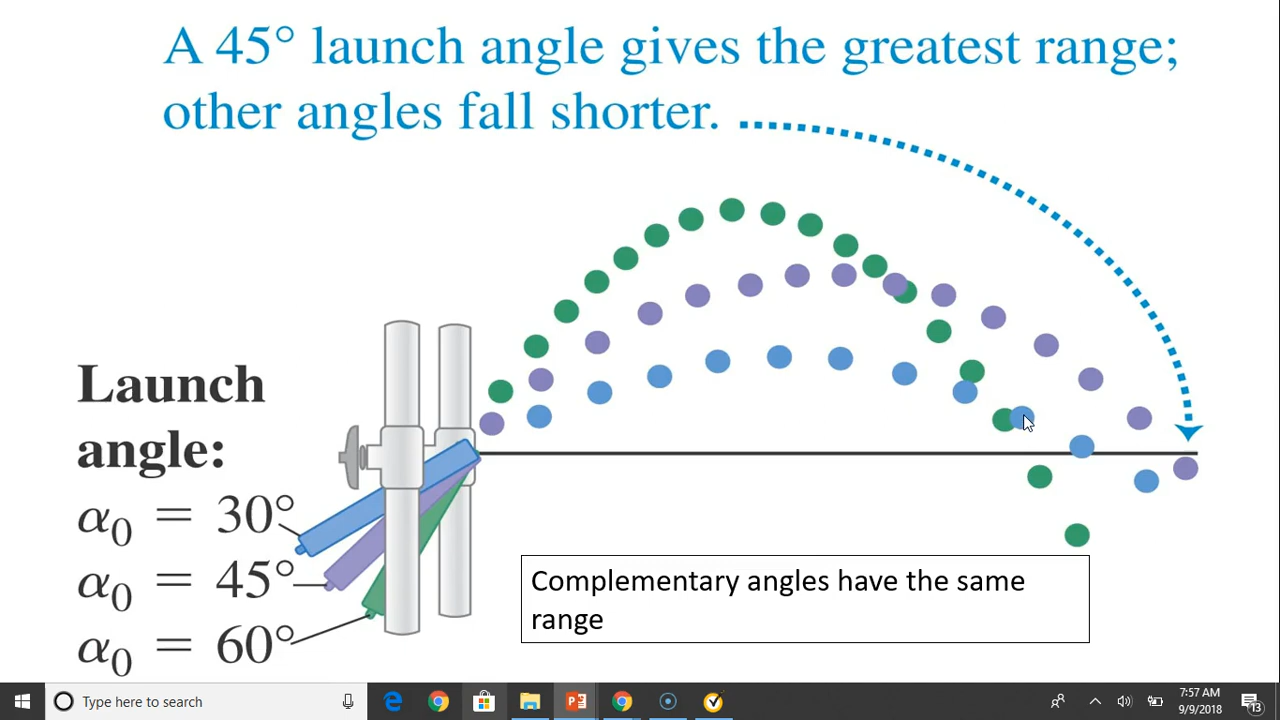 A 45° launch angle gives the greatest range;
other angles fall shorter.
Launch
angle:
α₀ = 30°
α₀ = 45°
α₀ = 60°
Complementary angles have the same
range
Type here to search
7:57 AM
9/9/2018
13